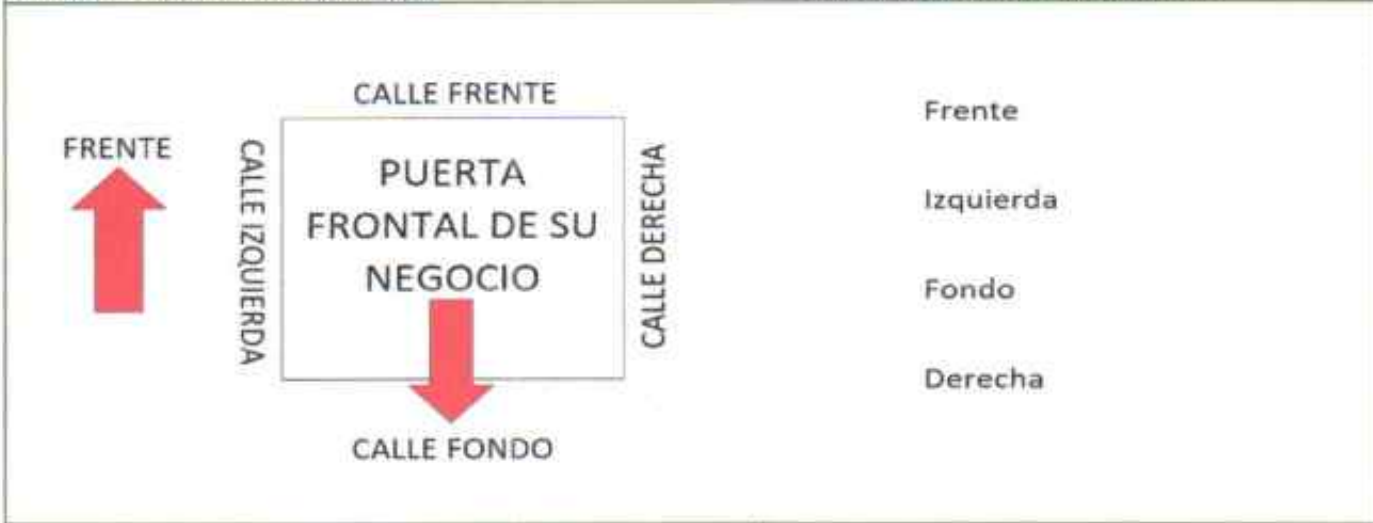 CALLE FRENTE
FRENTE
CALLE IZQUIERDA
PUERTA
FRONTAL DE SU
NEGOCIO
CALLE DERECHA
CALLE FONDO
Frente
Izquierda
Fondo
Derecha